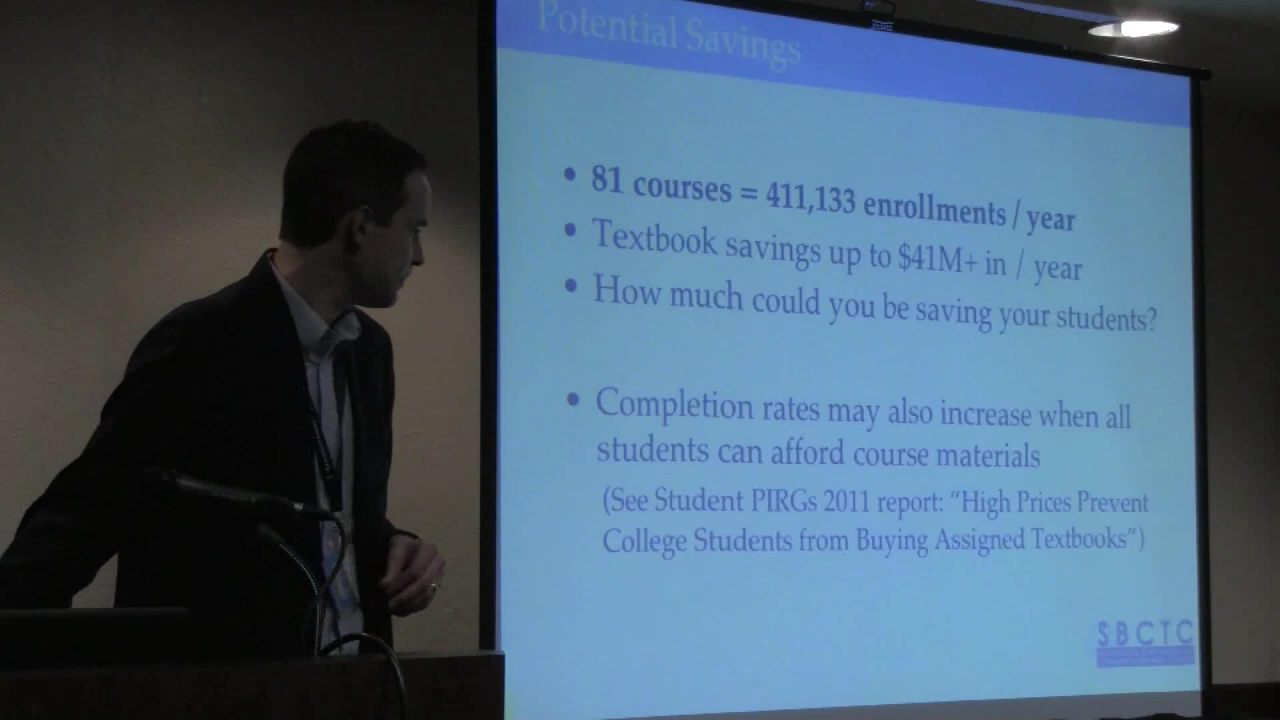 Potential Savings
• 81 courses = 411,133 enrollments / year
• Textbook savings up to $41M+ in / year
• How much could you be saving your students?
• Completion rates may also increase when all
students can afford course materials
(See Student PIRGs 2011 report: “High Prices Prevent
College Students from Buying Assigned Textbooks”)
SBCTC